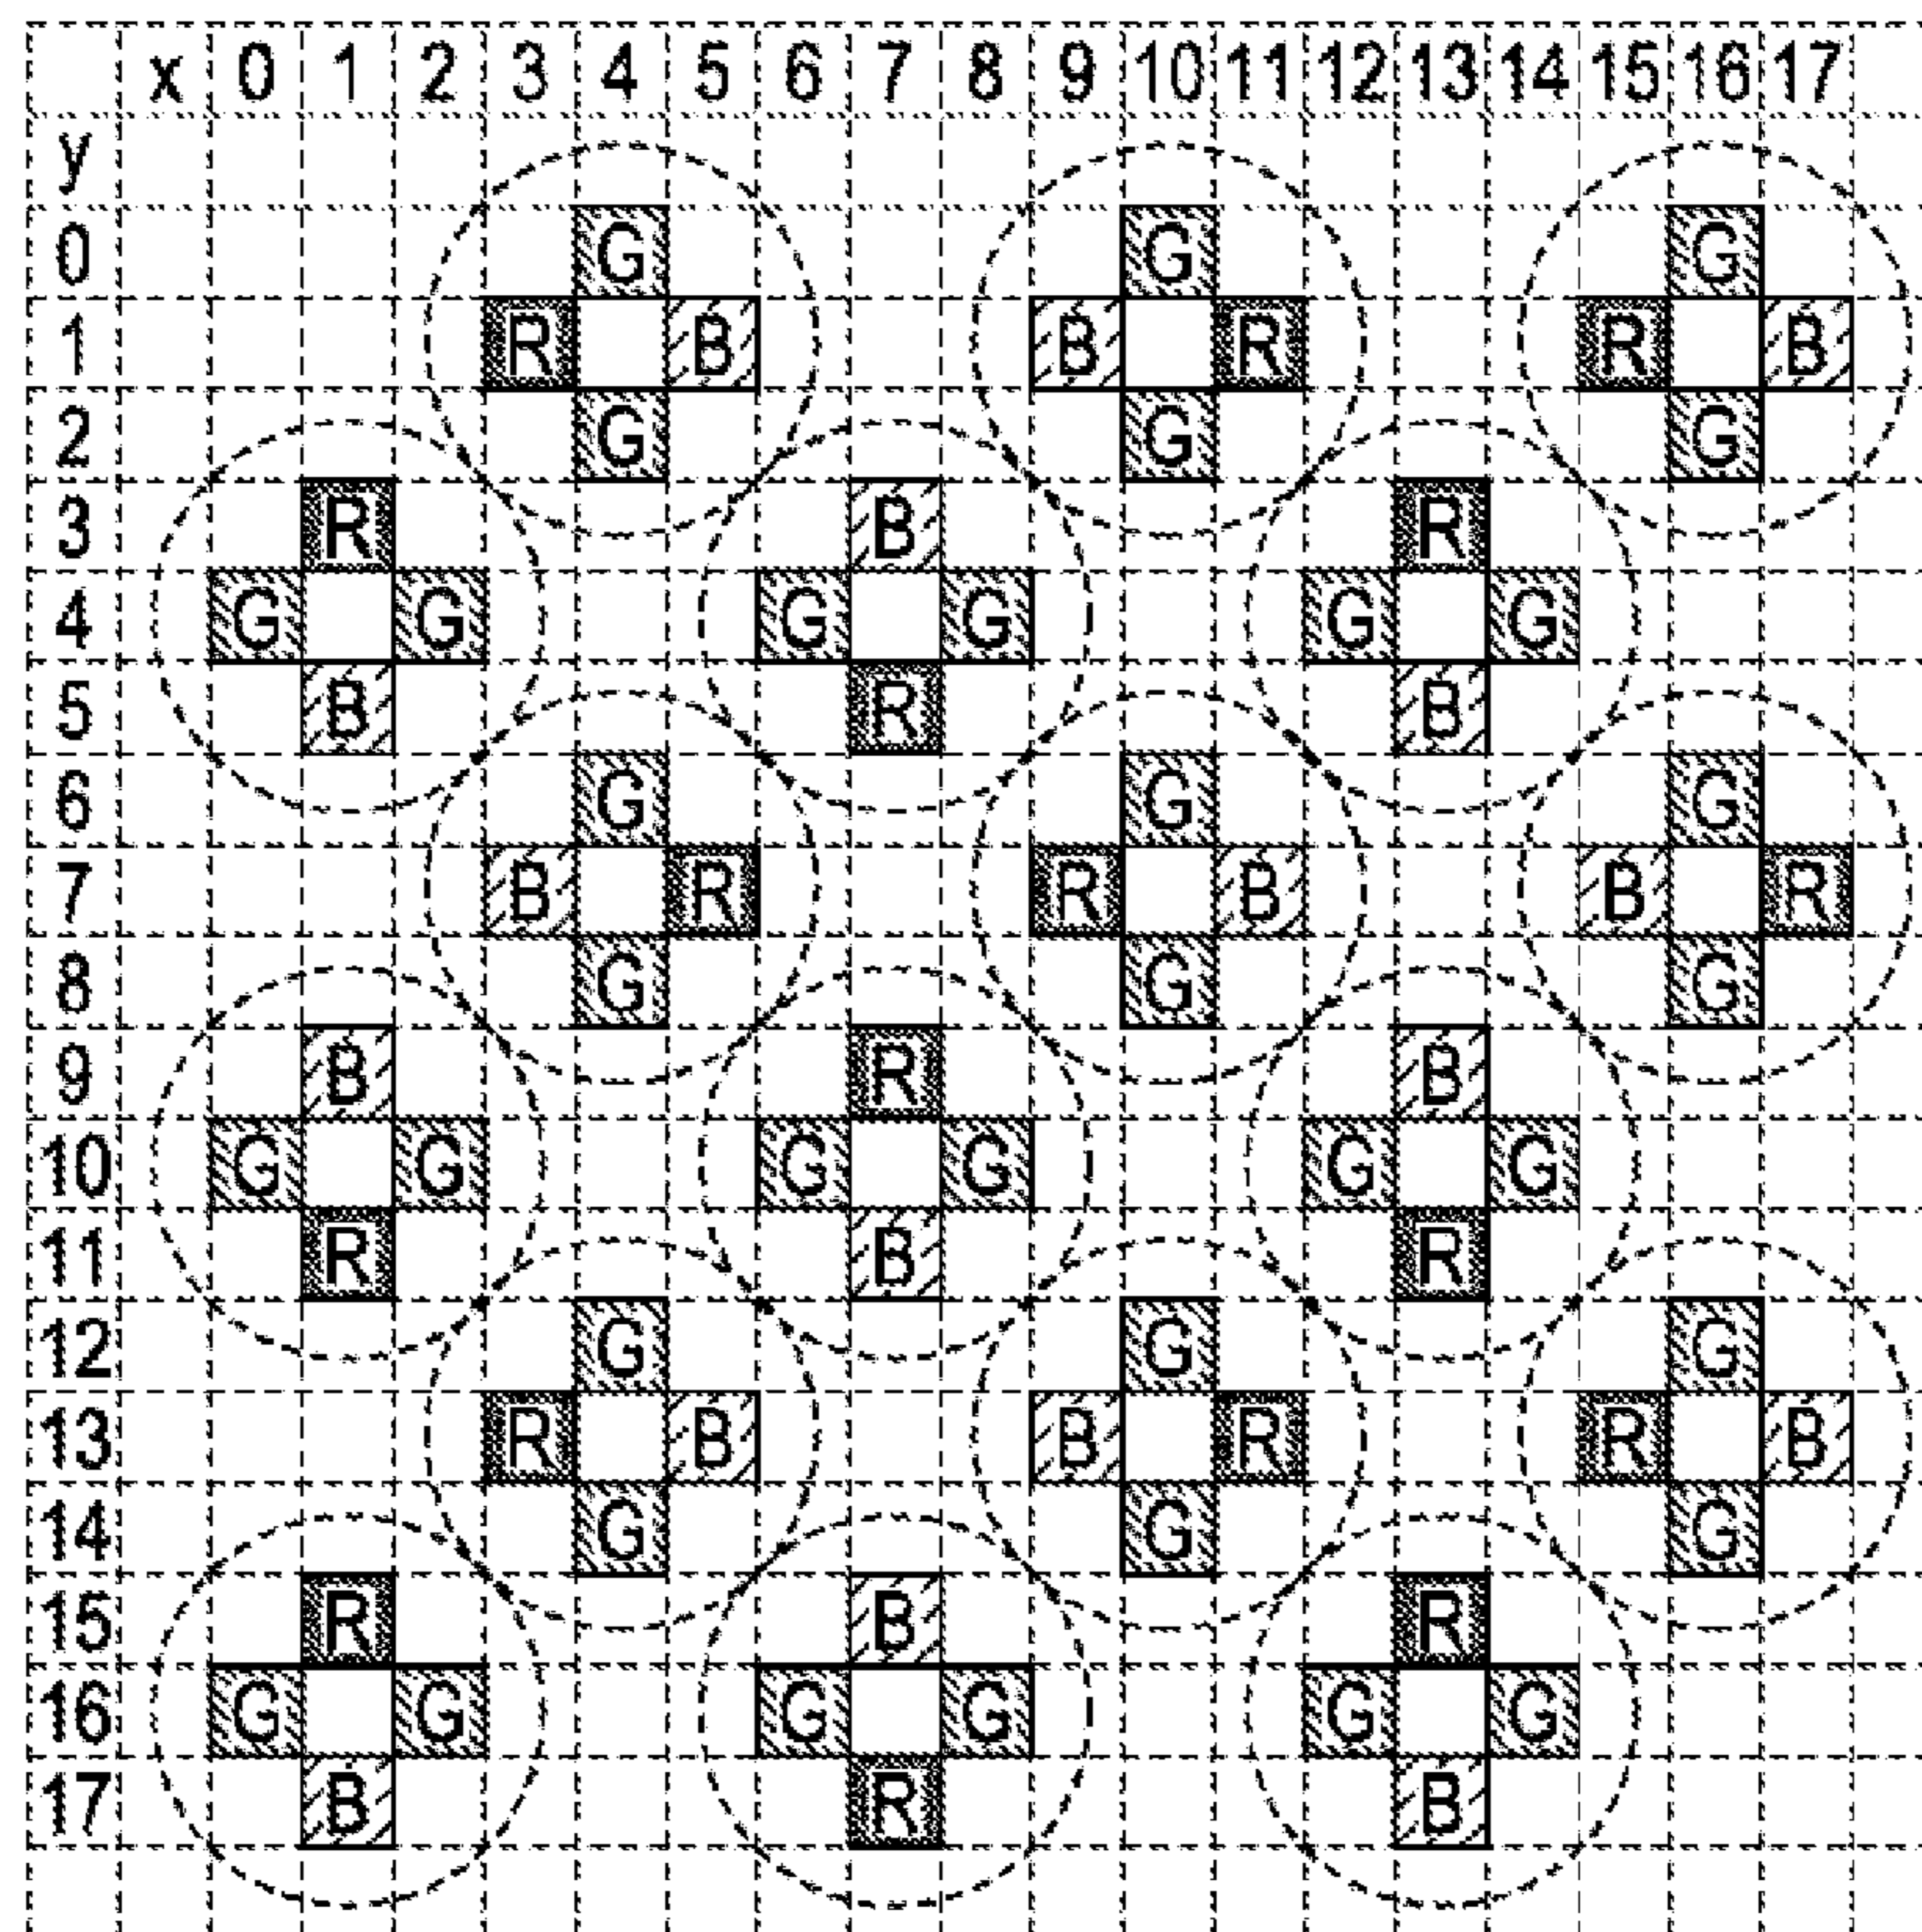 x 0 1 2 3 4 5 6 7 8 9 10 11 12 13 14 15 16 17
y
0 G G G
1 R B B R R B
2 G G G
3 R B R
4 G G G G G G
5 B R B
6 G G G
7 B R R B B R
8 G G G
9 B R B
10 G G G G G G
11 R B R
12 G G G
13 R B B R R B
14 G G G
15 R B R
16 G G G G G G
17 B R B